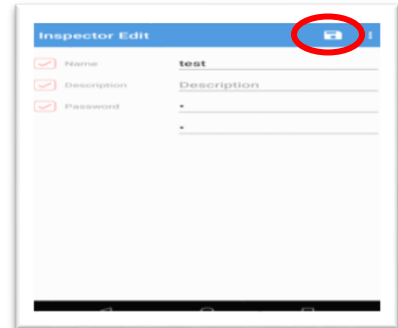 Inspector Edit
Name test
Description Description
Password •
•